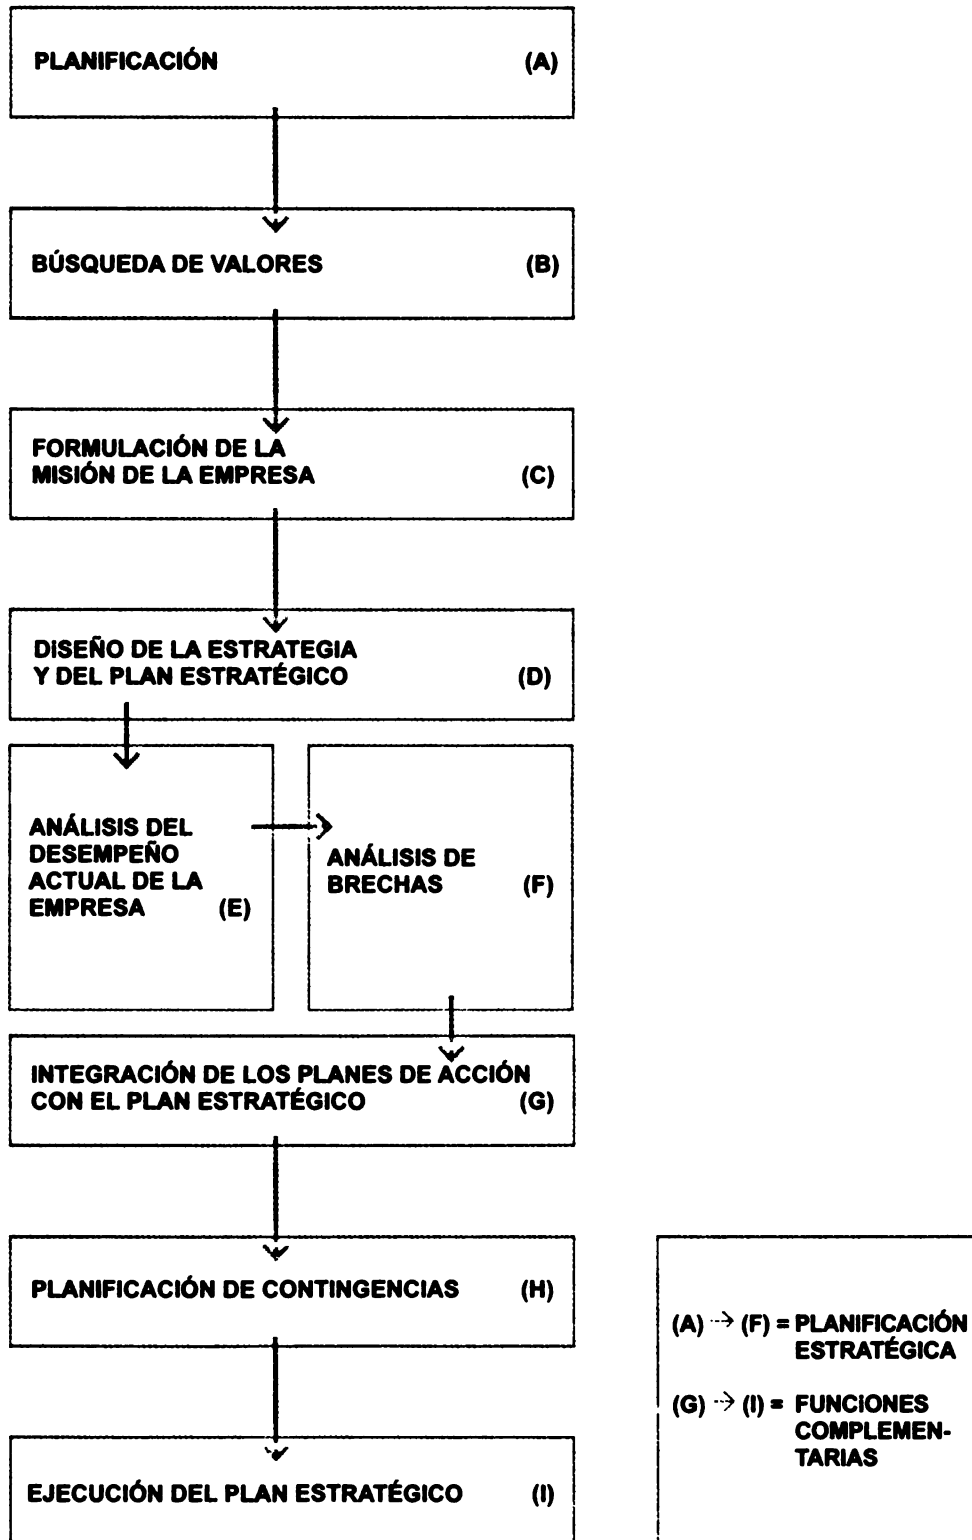 PLANIFICACIÓN (A)
BÚSQUEDA DE VALORES (B)
FORMULACIÓN DE LA
MISIÓN DE LA EMPRESA (C)
DISEÑO DE LA ESTRATEGIA
Y DEL PLAN ESTRATÉGICO (D)
ANÁLISIS DEL
DESEMPEÑO
ACTUAL DE LA
EMPRESA (E)
ANÁLISIS DE
BRECHAS (F)
INTEGRACIÓN DE LOS PLANES DE ACCIÓN
CON EL PLAN ESTRATÉGICO (G)
PLANIFICACIÓN DE CONTINGENCIAS (H)
EJECUCIÓN DEL PLAN ESTRATÉGICO (I)
(A) → (F) = PLANIFICACIÓN
ESTRATÉGICA
(G) → (I) = FUNCIONES
COMPLEMEN-
TARIAS